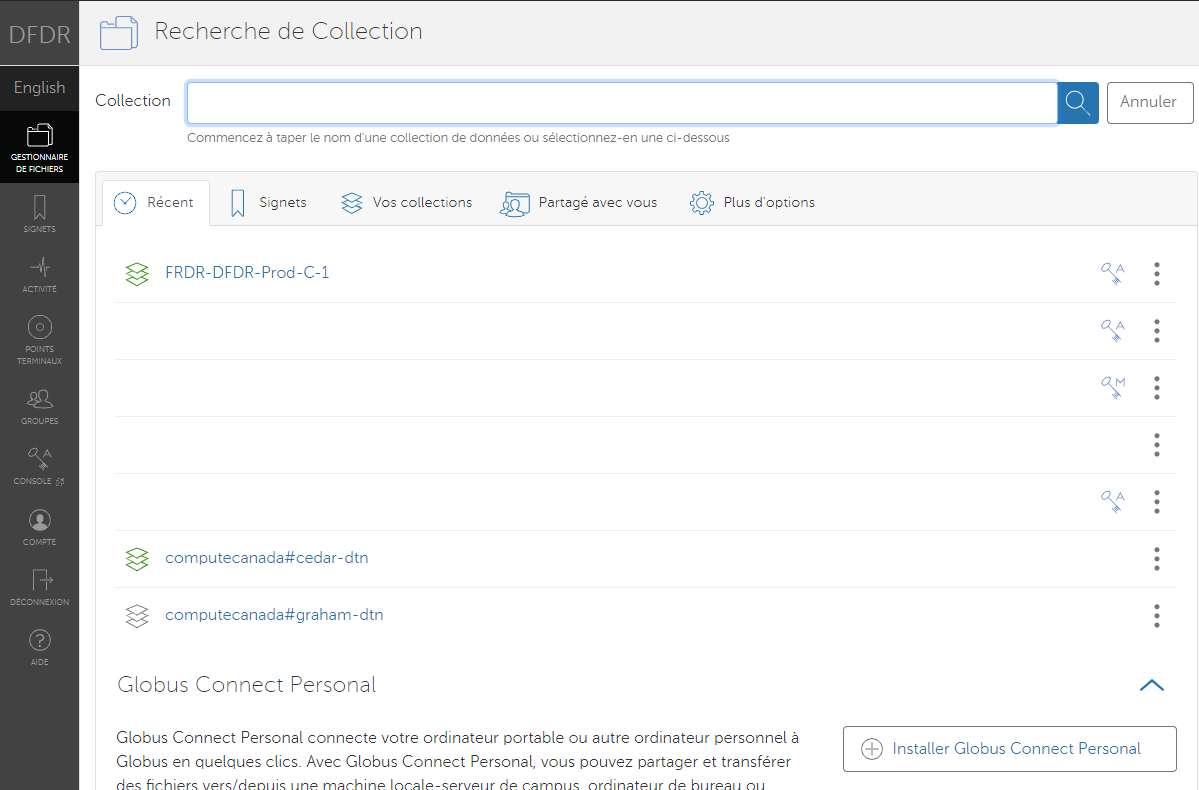 DFDR
Recherche de Collection
English
Collection
Annuler
Commencez à taper le nom d'une collection de données ou sélectionnez-en une ci-dessous
GESTIONNAIRE
DE FICHIERS
Récent
Signets
Vos collections
Partagé avec vous
Plus d'options
SIGNETS
ACTIVITÉ
POINTS
TERMINAUX
GROUPES
CONSOLE
COMPTE
DÉCONNEXION
AIDE
FRDR-DFDR-Prod-C-1
A
A
M
A
A
computecanada#cedar-dtn
computecanada#graham-dtn
Globus Connect Personal
Globus Connect Personal connecte votre ordinateur portable ou autre ordinateur personnel à
Globus en quelques clics. Avec Globus Connect Personal, vous pouvez partager et transférer
des fichiers vers/depuis une machine locale-serveur de campus, ordinateur de bureau ou
Installer Globus Connect Personal